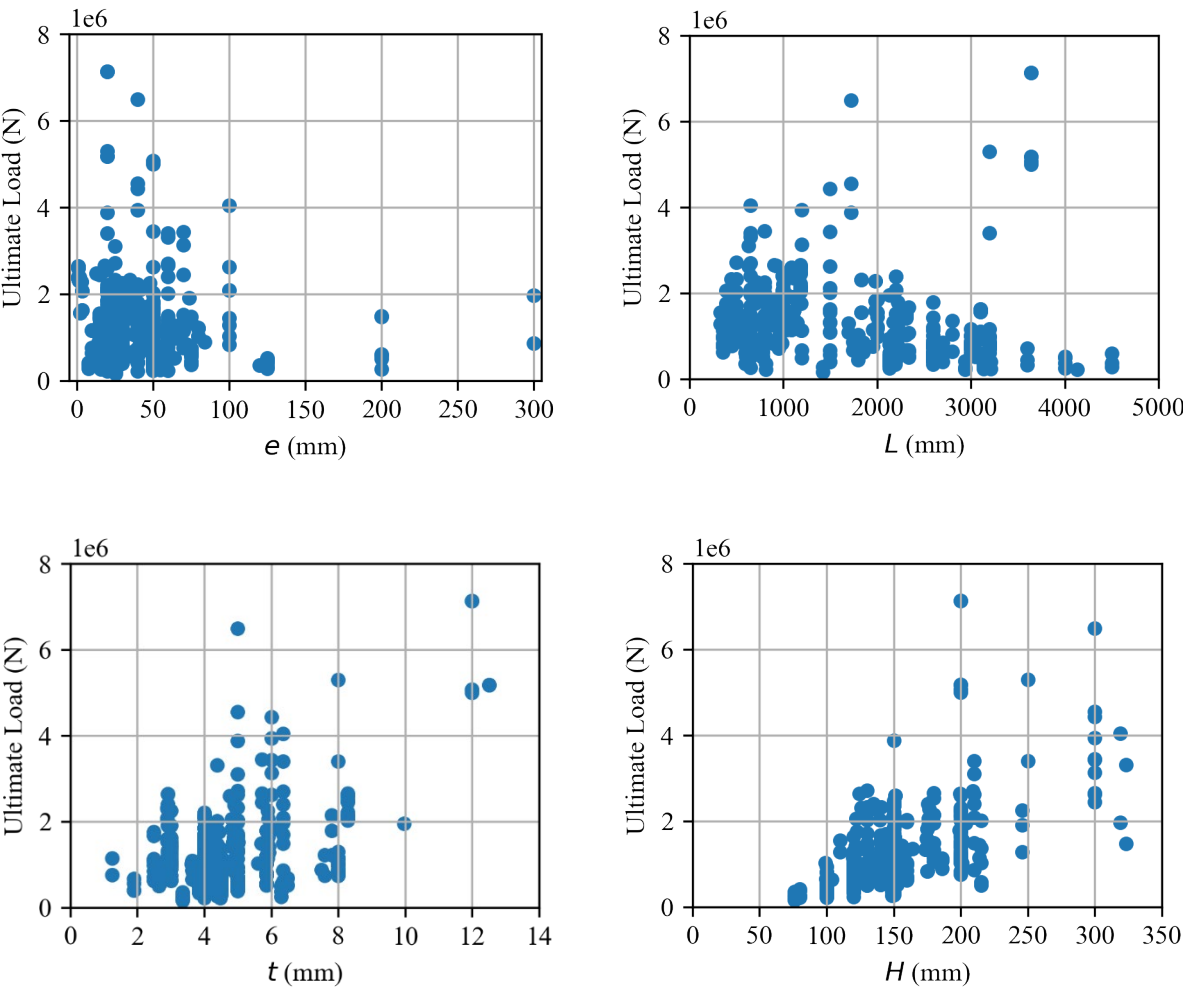 1e6
8
6
4
2
0
Ultimate Load (N)
0 50 100 150 200 250 300
e (mm)
1e6
8
6
4
2
0
Ultimate Load (N)
0 1000 2000 3000 4000 5000
L (mm)
1e6
8
6
4
2
0
Ultimate Load (N)
0 2 4 6 8 10 12 14
t (mm)
1e6
8
6
4
2
0
Ultimate Load (N)
0 50 100 150 200 250 300 350
H (mm)